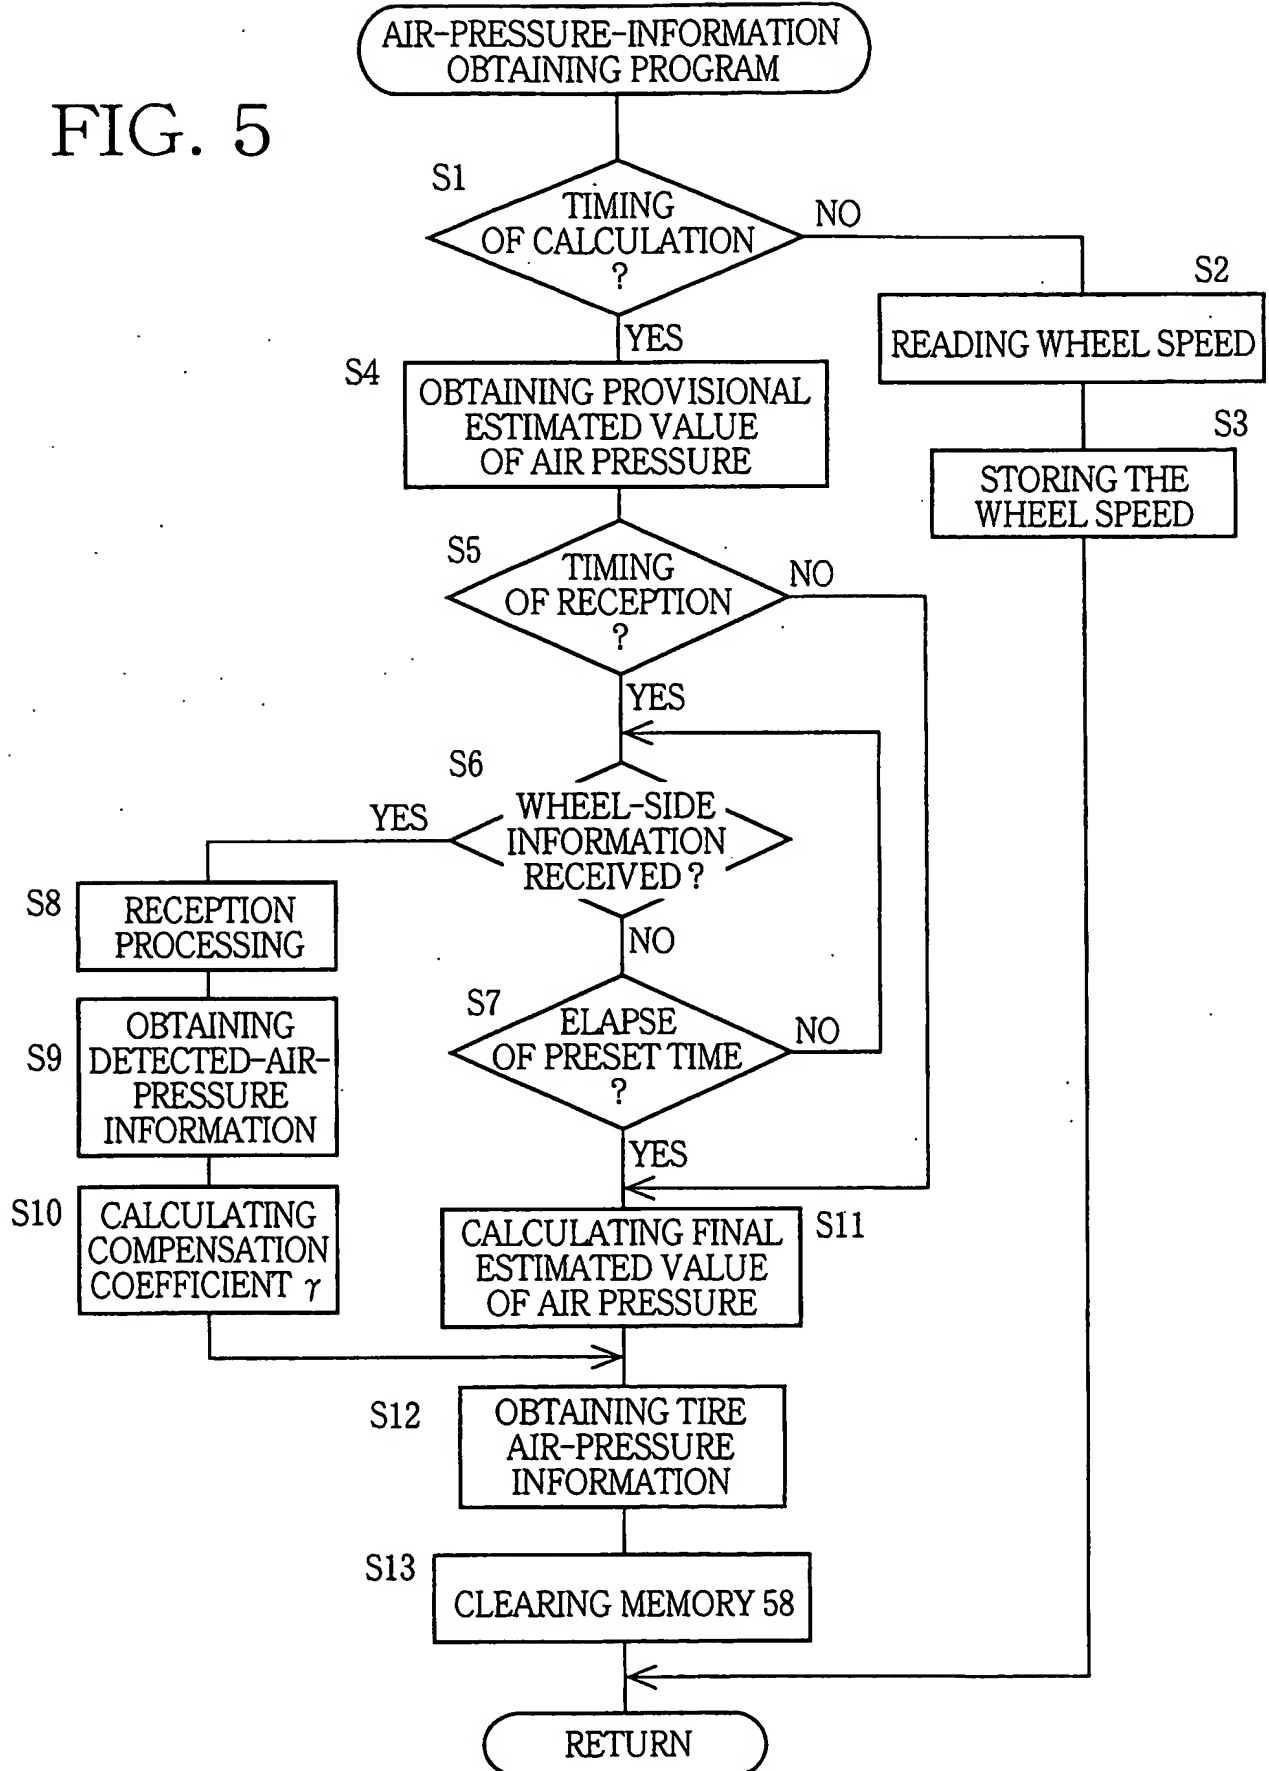 AIR-PRESSURE-INFORMATION
OBTAINING PROGRAM
FIG. 5
S1
TIMING
OF CALCULATION
?
NO
S2
READING WHEEL SPEED
YES
S4
OBTAINING PROVISIONAL
ESTIMATED VALUE
OF AIR PRESSURE
S3
STORING THE
WHEEL SPEED
S5
TIMING
OF RECEPTION
?
NO
YES
S6
WHEEL-SIDE
INFORMATION
RECEIVED ?
YES
NO
S8
RECEPTION
PROCESSING
S7
ELAPSE
OF PRESET TIME
?
NO
S9
OBTAINING
DETECTED-AIR-
PRESSURE
INFORMATION
YES
S10
CALCULATING
COMPENSATION
COEFFICIENT γ
S11
CALCULATING FINAL
ESTIMATED VALUE
OF AIR PRESSURE
S12
OBTAINING TIRE
AIR-PRESSURE
INFORMATION
S13
CLEARING MEMORY 58
RETURN